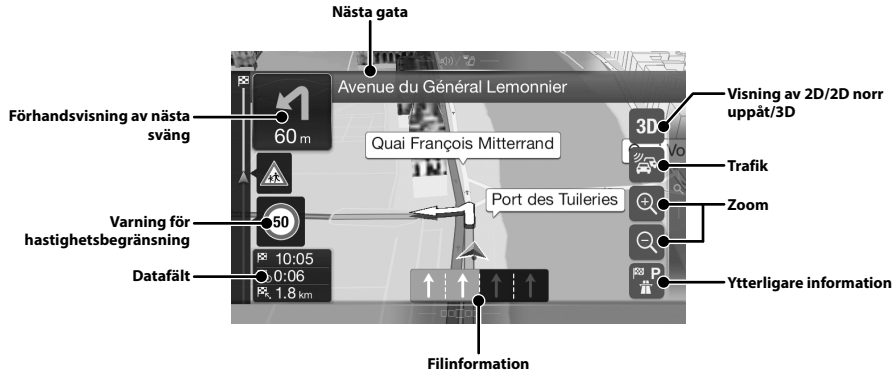 Nästa gata
Avenue du Général Lemonnier
Förhandsvisning av nästa
sväng
60 m
3D
Visning av 2D/2D norr
uppåt/3D
Quai François Mitterrand
Vo
Trafik
Port des Tuileries
Zoom
Varning för
hastighetsbegränsning
50
10:05
Datafält
0:06
1.8 km
P
Ytterligare information
Filinformation